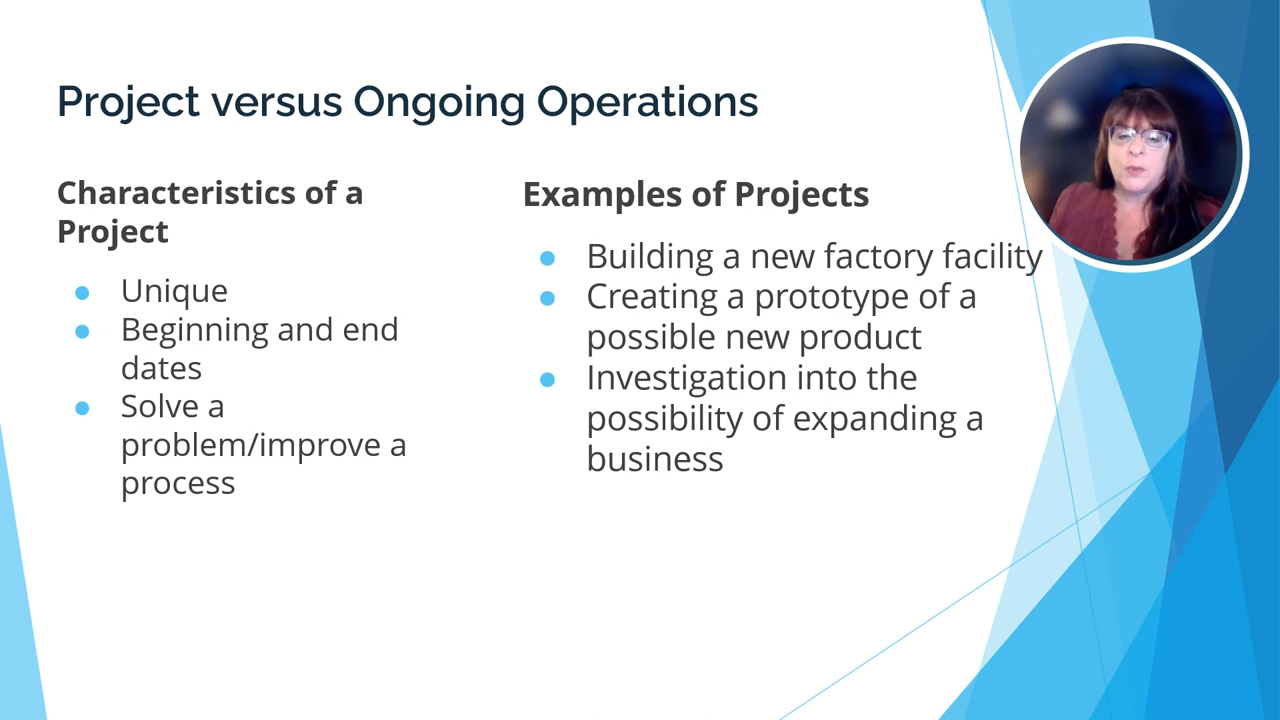 Project versus Ongoing Operations
Characteristics of a
Project
Unique
Beginning and end
dates
Solve a
problem/improve a
process
Examples of Projects
Building a new factory facility
Creating a prototype of a
possible new product
Investigation into the
possibility of expanding a
business